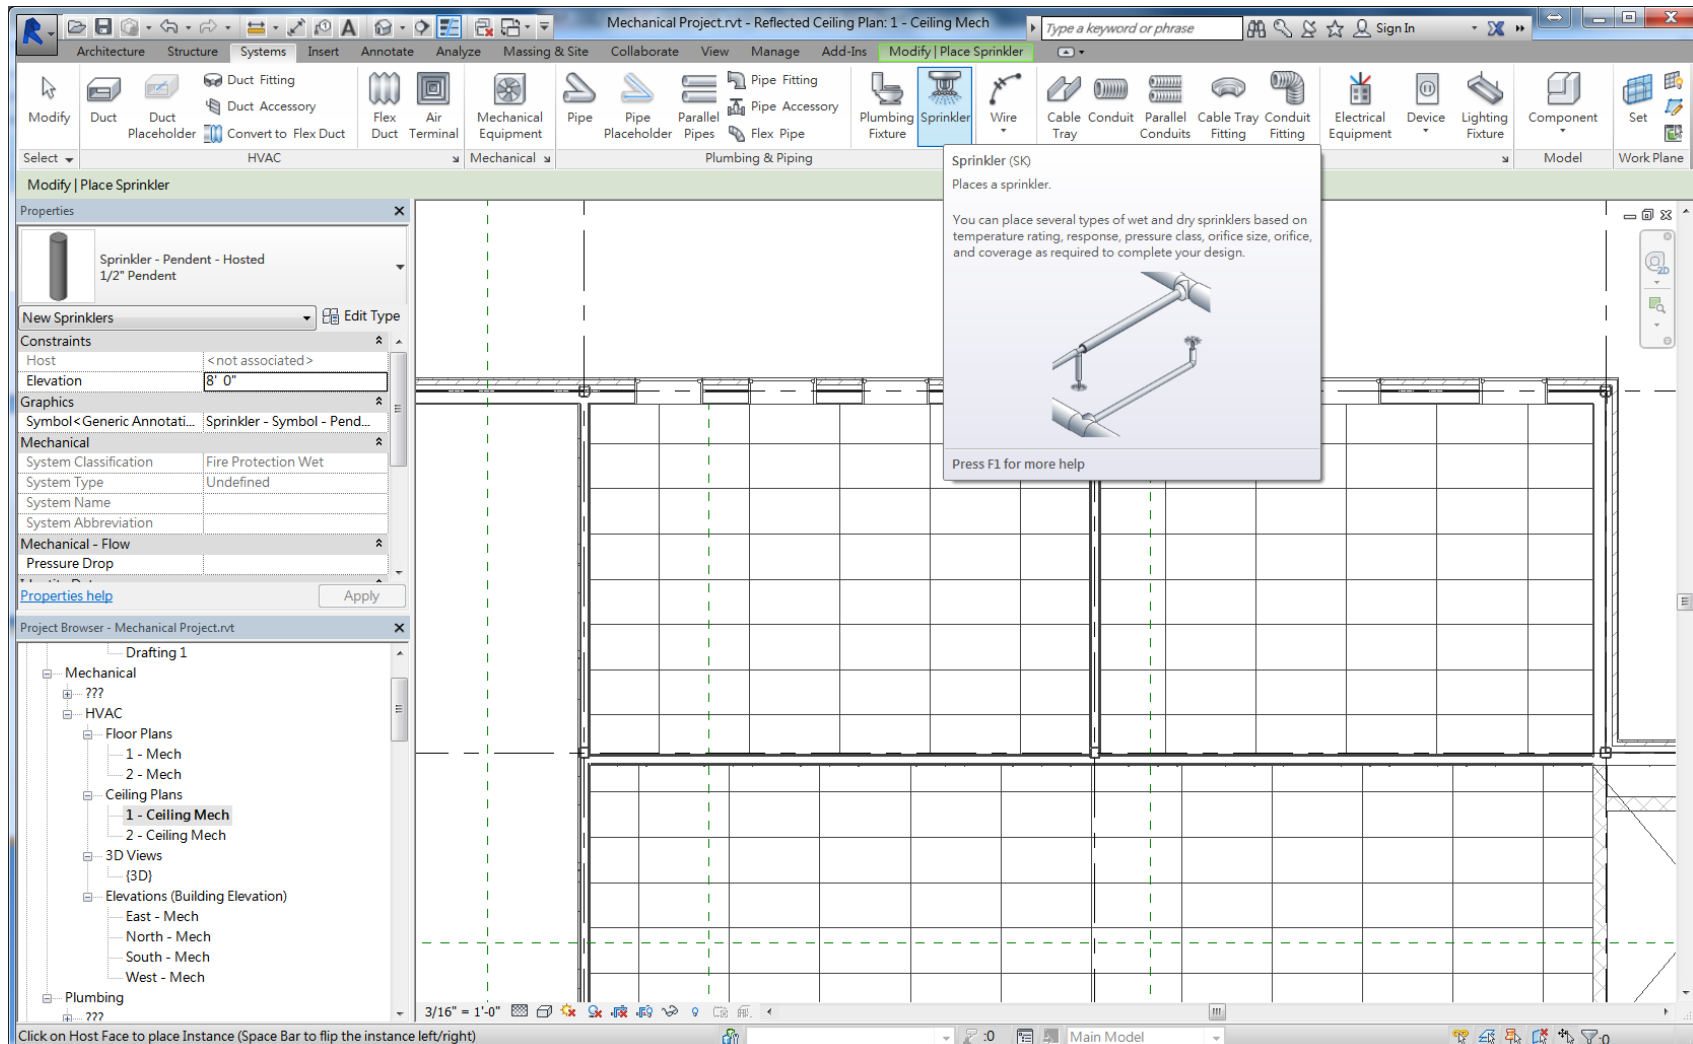 Mechanical Project.rvt - Reflected Ceiling Plan: 1 - Ceiling Mech
Type a keyword or phrase
Sign In
Architecture Structure Systems Insert Annotate Analyze Massing & Site Collaborate View Manage Add-Ins Modify | Place Sprinkler
Modify
Duct
Duct Placeholder
Duct Fitting
Duct Accessory
Convert to Flex Duct
Flex Duct
Air Terminal
Mechanical Equipment
Pipe
Pipe Placeholder
Parallel Pipes
Pipe Fitting
Pipe Accessory
Flex Pipe
Plumbing Fixture
Sprinkler
Wire
Cable Tray
Conduit
Parallel Conduits
Cable Tray Fitting
Conduit Fitting
Electrical Equipment
Device
Lighting Fixture
Component
Set
Select HVAC Mechanical Plumbing & Piping Model Work Plane
Modify | Place Sprinkler
Sprinkler (SK)
Places a sprinkler.
You can place several types of wet and dry sprinklers based on
temperature rating, response, pressure class, orifice size, orifice,
and coverage as required to complete your design.
Press F1 for more help
2D
Properties
Sprinkler - Pendent - Hosted
1/2" Pendent
New Sprinklers Edit Type
Constraints
Host <not associated>
Elevation 8' 0"
Graphics
Symbol<Generic Annotati... Sprinkler - Symbol - Pend...
Mechanical
System Classification Fire Protection Wet
System Type Undefined
System Name
System Abbreviation
Mechanical - Flow
Pressure Drop
Properties help Apply
Project Browser - Mechanical Project.rvt
Drafting 1
Mechanical
???
HVAC
Floor Plans
1 - Mech
2 - Mech
Ceiling Plans
1 - Ceiling Mech
2 - Ceiling Mech
3D Views
{3D}
Elevations (Building Elevation)
East - Mech
North - Mech
South - Mech
West - Mech
Plumbing
???
3/16" = 1'-0"
Click on Host Face to place Instance (Space Bar to flip the instance left/right)
:0
Main Model
:0